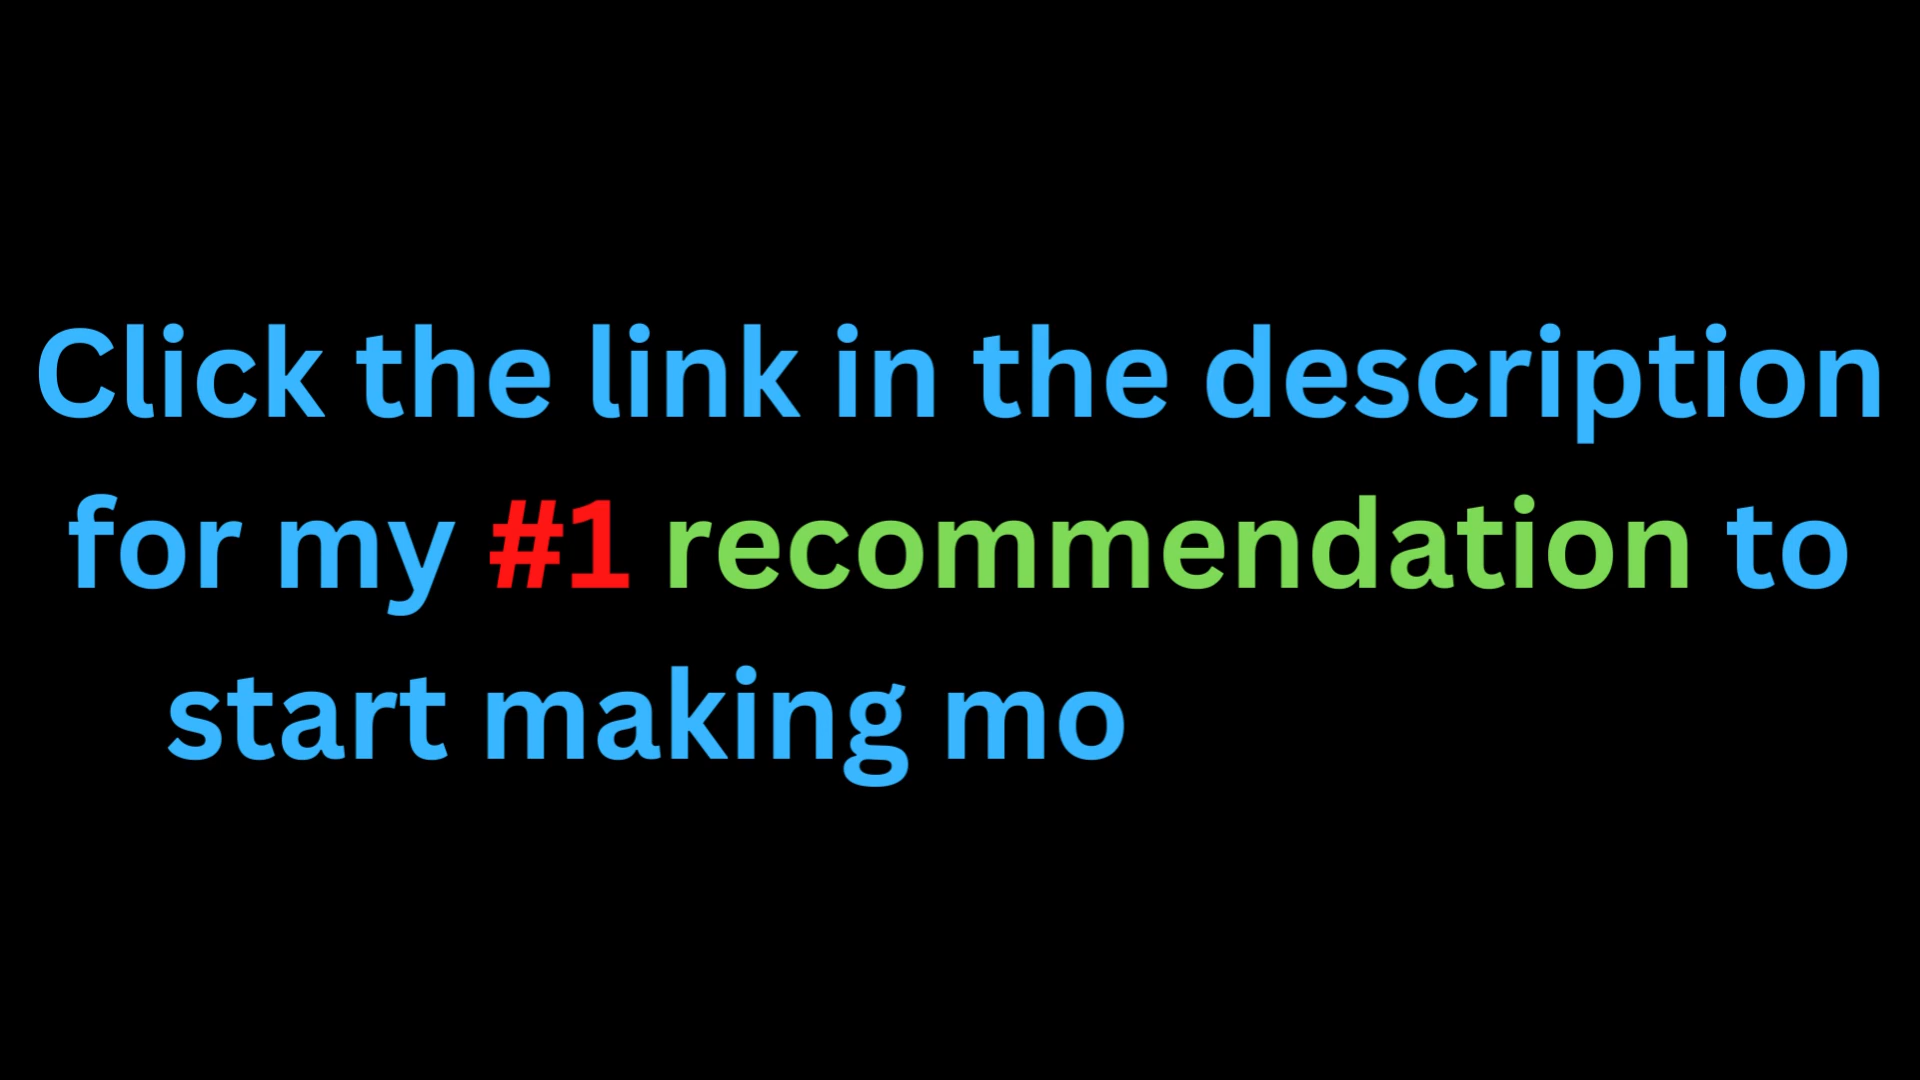 Click the link in the description
for my #1 recommendation to
start making mo